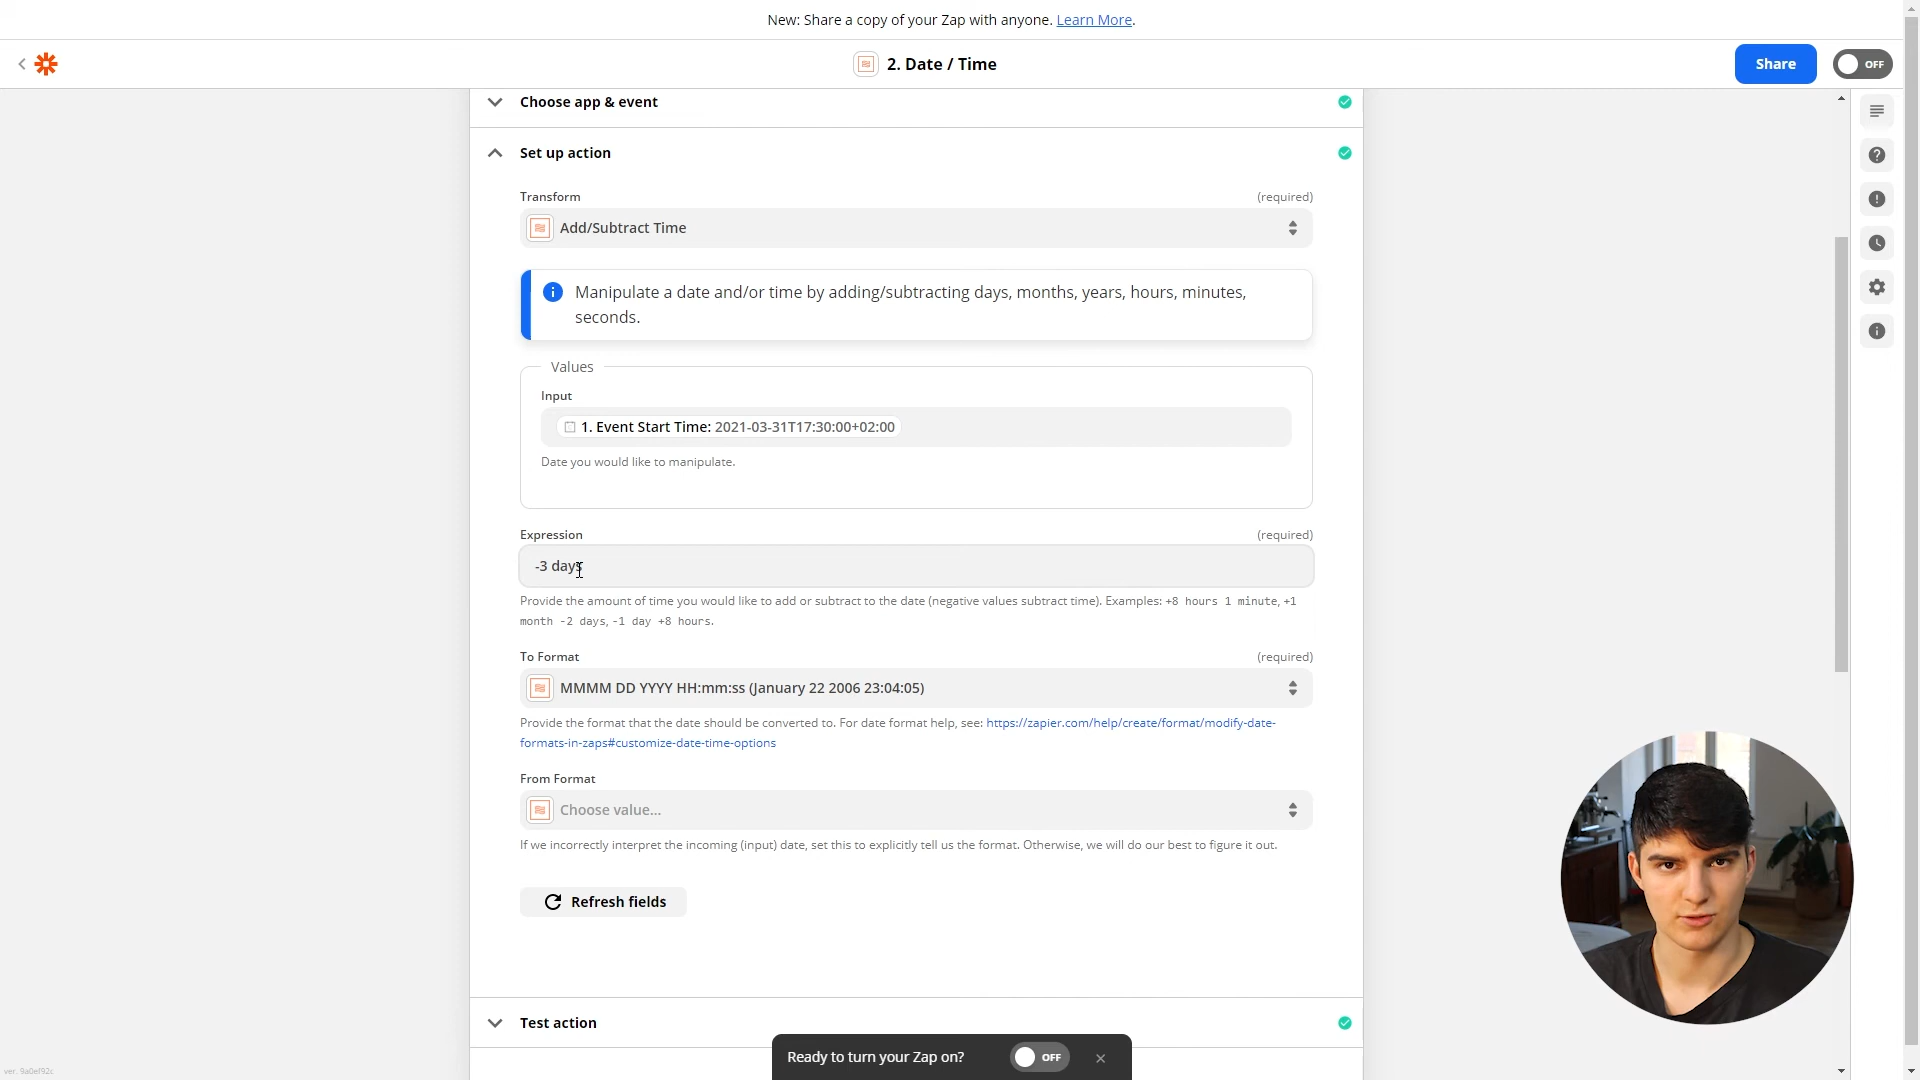 New: Share a copy of your Zap with anyone. Learn More.
2. Date / Time
Share
OFF
Choose app & event
Set up action
Transform
(required)
Add/Subtract Time
Manipulate a date and/or time by adding/subtracting days, months, years, hours, minutes,
seconds.
Values
Input
1. Event Start Time: 2021-03-31T17:30:00+02:00
Date you would like to manipulate.
Expression
(required)
-3 days
Provide the amount of time you would like to add or subtract to the date (negative values subtract time). Examples: +8 hours 1 minute, +1
month -2 days, -1 day +8 hours.
To Format
(required)
MMMM DD YYYY HH:mm:ss (January 22 2006 23:04:05)
Provide the format that the date should be converted to. For date format help, see: https://zapier.com/help/create/format/modify-date-
formats-in-zaps#customize-date-time-options
From Format
Choose value...
If we incorrectly interpret the incoming (input) date, set this to explicitly tell us the format. Otherwise, we will do our best to figure it out.
Refresh fields
Test action
Ready to turn your Zap on?
OFF
ver. 9a0ef92c